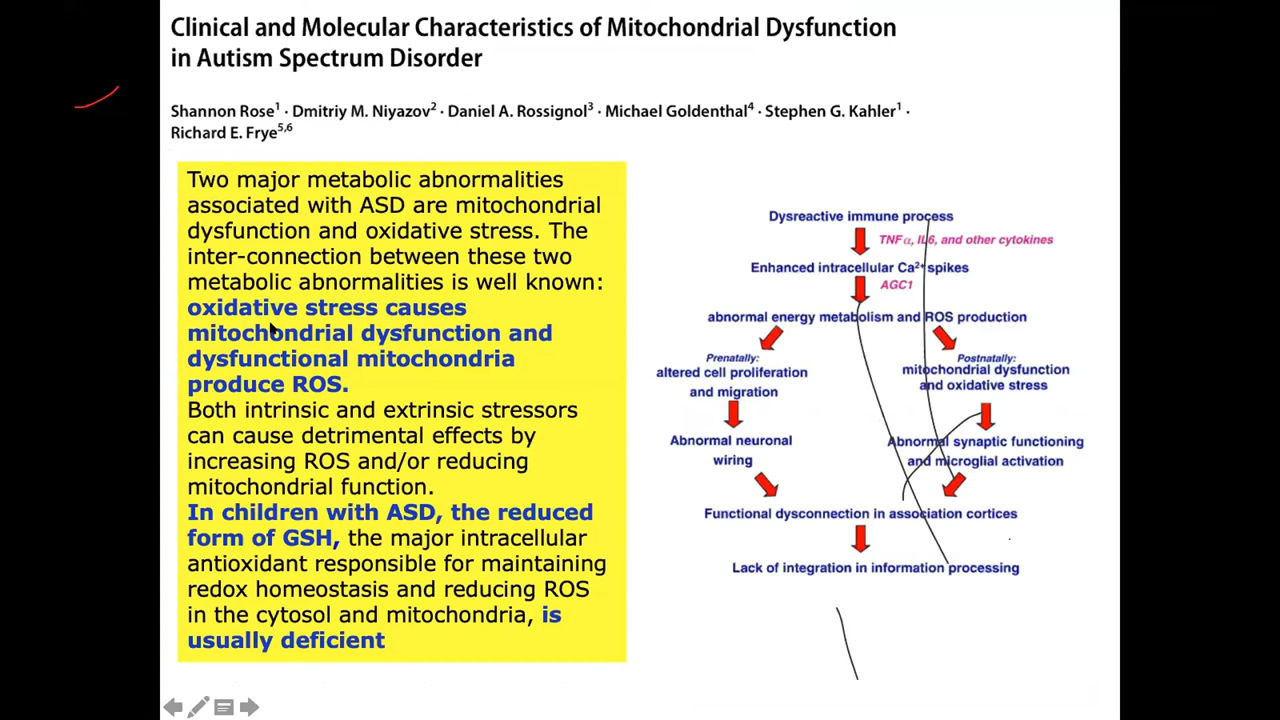 Clinical and Molecular Characteristics of Mitochondrial Dysfunction
in Autism Spectrum Disorder
Shannon Rose1 · Dmitriy M. Niyazov2 · Daniel A. Rossignol3 · Michael Goldenthal4 · Stephen G. Kahler1 ·
Richard E. Frye5,6
Two major metabolic abnormalities
associated with ASD are mitochondrial
dysfunction and oxidative stress. The
inter-connection between these two
metabolic abnormalities is well known:
oxidative stress causes
mitochondrial dysfunction and
dysfunctional mitochondria
produce ROS.
Both intrinsic and extrinsic stressors
can cause detrimental effects by
increasing ROS and/or reducing
mitochondrial function.
In children with ASD, the reduced
form of GSH, the major intracellular
antioxidant responsible for maintaining
redox homeostasis and reducing ROS
in the cytosol and mitochondria, is
usually deficient
Dysreactive immune process
TNFα, IL6, and other cytokines
Enhanced intracellular Ca2+ spikes
AGC1
abnormal energy metabolism and ROS production
Prenatally:
altered cell proliferation
and migration
Postnatally:
mitochondrial dysfunction
and oxidative stress
Abnormal neuronal
wiring
Abnormal synaptic functioning
and microglial activation
Functional dysconnection in association cortices
Lack of integration in information processing